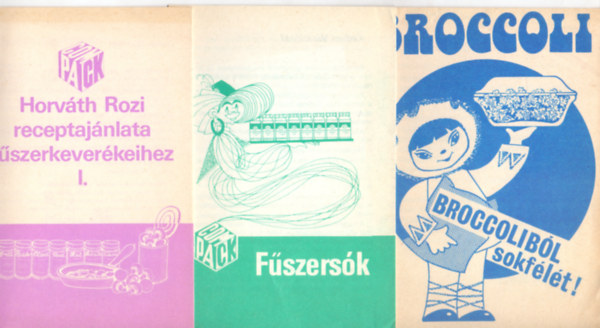 PACK
Horváth Rozi
receptajánlata
űszerkeverékeihez
I.
PACK
Fűszersók
BROCCOLI
BROCCOLIBÓL
sokfélét!